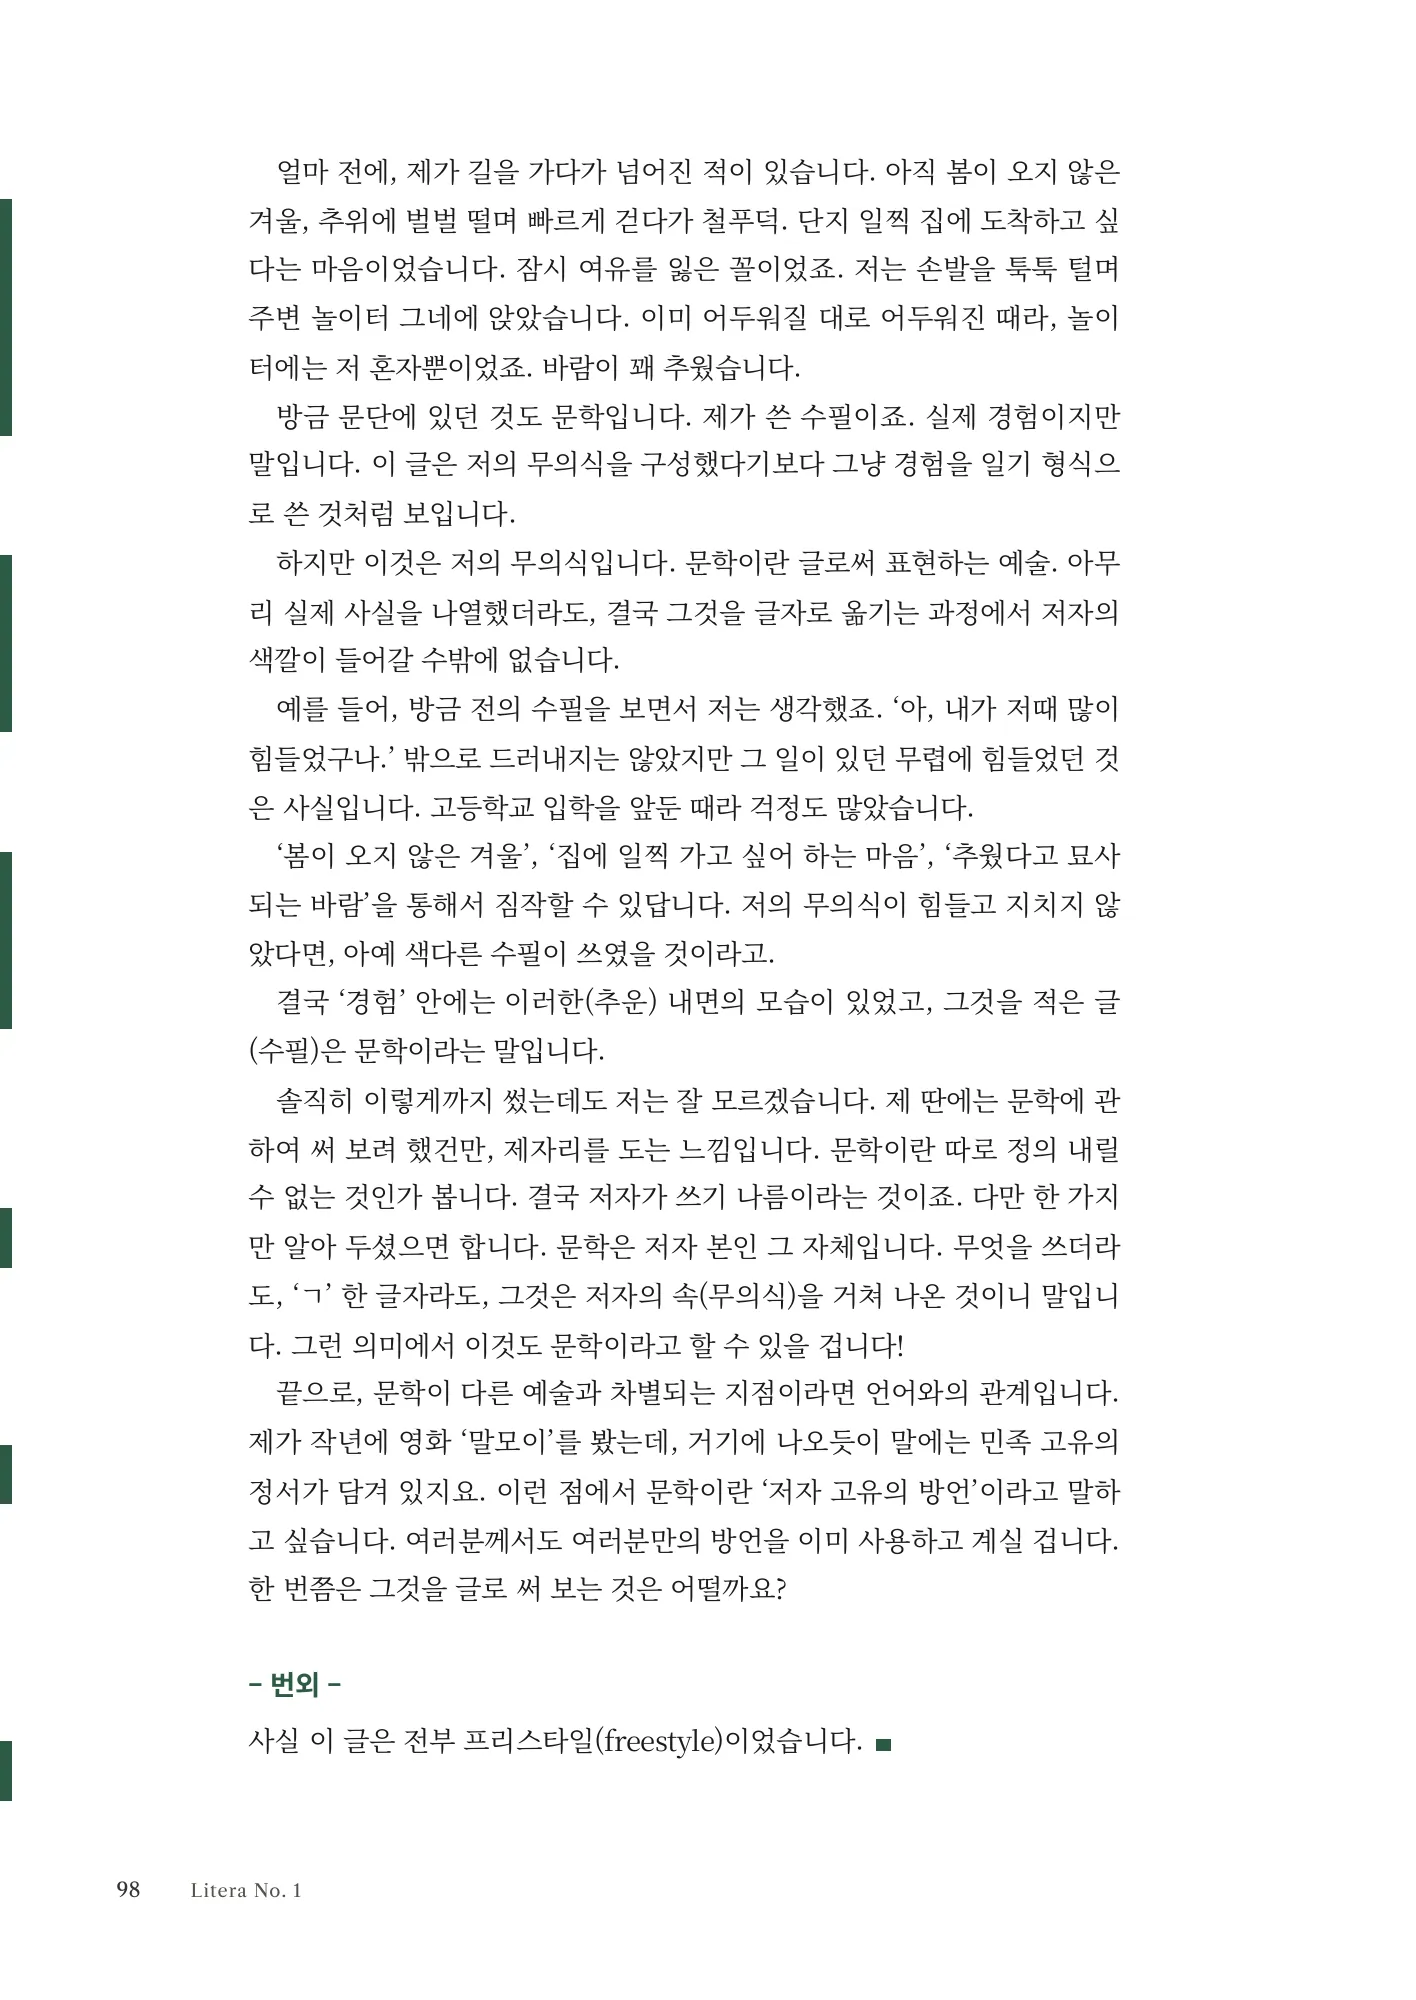 얼마 전에, 제가 길을 가다가 넘어진 적이 있습니다. 아직 봄이 오지 않은
겨울, 추위에 벌벌 떨며 빠르게 걷다가 철푸덕. 단지 일찍 집에 도착하고 싶
다는 마음이었습니다. 잠시 여유를 잃은 꼴이었죠. 저는 손발을 툭툭 털며
주변 놀이터 그네에 앉았습니다. 이미 어두워질 대로 어두워진 때라, 놀이
터에는 저 혼자뿐이었죠. 바람이 꽤 추웠습니다.
방금 문단에 있던 것도 문학입니다. 제가 쓴 수필이죠. 실제 경험이지만
말입니다. 이 글은 저의 무의식을 구성했다기보다 그냥 경험을 일기 형식으
로 쓴 것처럼 보입니다.
하지만 이것은 저의 무의식입니다. 문학이란 글로써 표현하는 예술. 아무
리 실제 사실을 나열했더라도, 결국 그것을 글자로 옮기는 과정에서 저자의
색깔이 들어갈 수밖에 없습니다.
예를 들어, 방금 전의 수필을 보면서 저는 생각했죠. ‘아, 내가 저때 많이
힘들었구나.’ 밖으로 드러내지는 않았지만 그 일이 있던 무렵에 힘들었던 것
은 사실입니다. 고등학교 입학을 앞둔 때라 걱정도 많았습니다.
‘봄이 오지 않은 겨울’, ‘집에 일찍 가고 싶어 하는 마음’, ‘추웠다고 묘사
되는 바람’을 통해서 짐작할 수 있답니다. 저의 무의식이 힘들고 지치지 않
았다면, 아예 색다른 수필이 쓰였을 것이라고.
결국 ‘경험’ 안에는 이러한(추운) 내면의 모습이 있었고, 그것을 적은 글
(수필)은 문학이라는 말입니다.
솔직히 이렇게까지 썼는데도 저는 잘 모르겠습니다. 제 딴에는 문학에 관
하여 써 보려 했건만, 제자리를 도는 느낌입니다. 문학이란 따로 정의 내릴
수 없는 것인가 봅니다. 결국 저자가 쓰기 나름이라는 것이죠. 다만 한 가지
만 알아 두셨으면 합니다. 문학은 저자 본인 그 자체입니다. 무엇을 쓰더라
도, ‘ㄱ’ 한 글자라도, 그것은 저자의 속(무의식)을 거쳐 나온 것이니 말입니
다. 그런 의미에서 이것도 문학이라고 할 수 있을 겁니다!
끝으로, 문학이 다른 예술과 차별되는 지점이라면 언어와의 관계입니다.
제가 작년에 영화 ‘말모이’를 봤는데, 거기에 나오듯이 말에는 민족 고유의
정서가 담겨 있지요. 이런 점에서 문학이란 ‘저자 고유의 방언’이라고 말하
고 싶습니다. 여러분께서도 여러분만의 방언을 이미 사용하고 계실 겁니다.
한 번쯤은 그것을 글로 써 보는 것은 어떨까요?
– 번외 –
사실 이 글은 전부 프리스타일(freestyle)이었습니다.
98 Litera No. 1